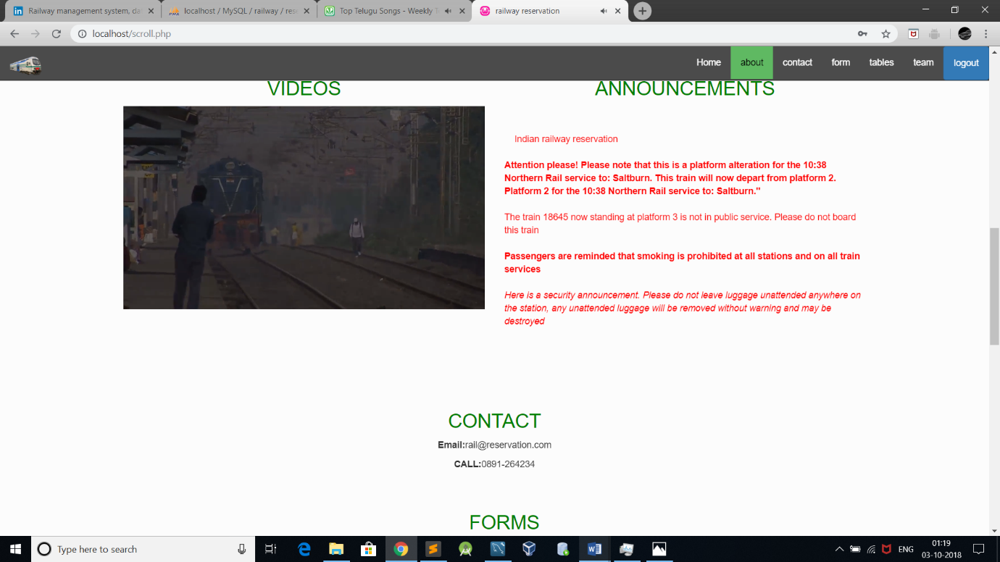 Railway management system, da
localhost / MySQL / railway / rese
Top Telugu Songs - Weekly T
railway reservation
localhost/scroll.php
Home
about
contact
form
tables
team
logout
VIDEOS
ANNOUNCEMENTS
Indian railway reservation
Attention please! Please note that this is a platform alteration for the 10:38
Northern Rail service to: Saltburn. This train will now depart from platform 2.
Platform 2 for the 10:38 Northern Rail service to: Saltburn."
The train 18645 now standing at platform 3 is not in public service. Please do not board
this train
Passengers are reminded that smoking is prohibited at all stations and on all train
services
Here is a security announcement. Please do not leave luggage unattended anywhere on
the station, any unattended luggage will be removed without warning and may be
destroyed
CONTACT
Email:rail@reservation.com
CALL:0891-264234
FORMS
Type here to search
ENG
01:19
03-10-2018